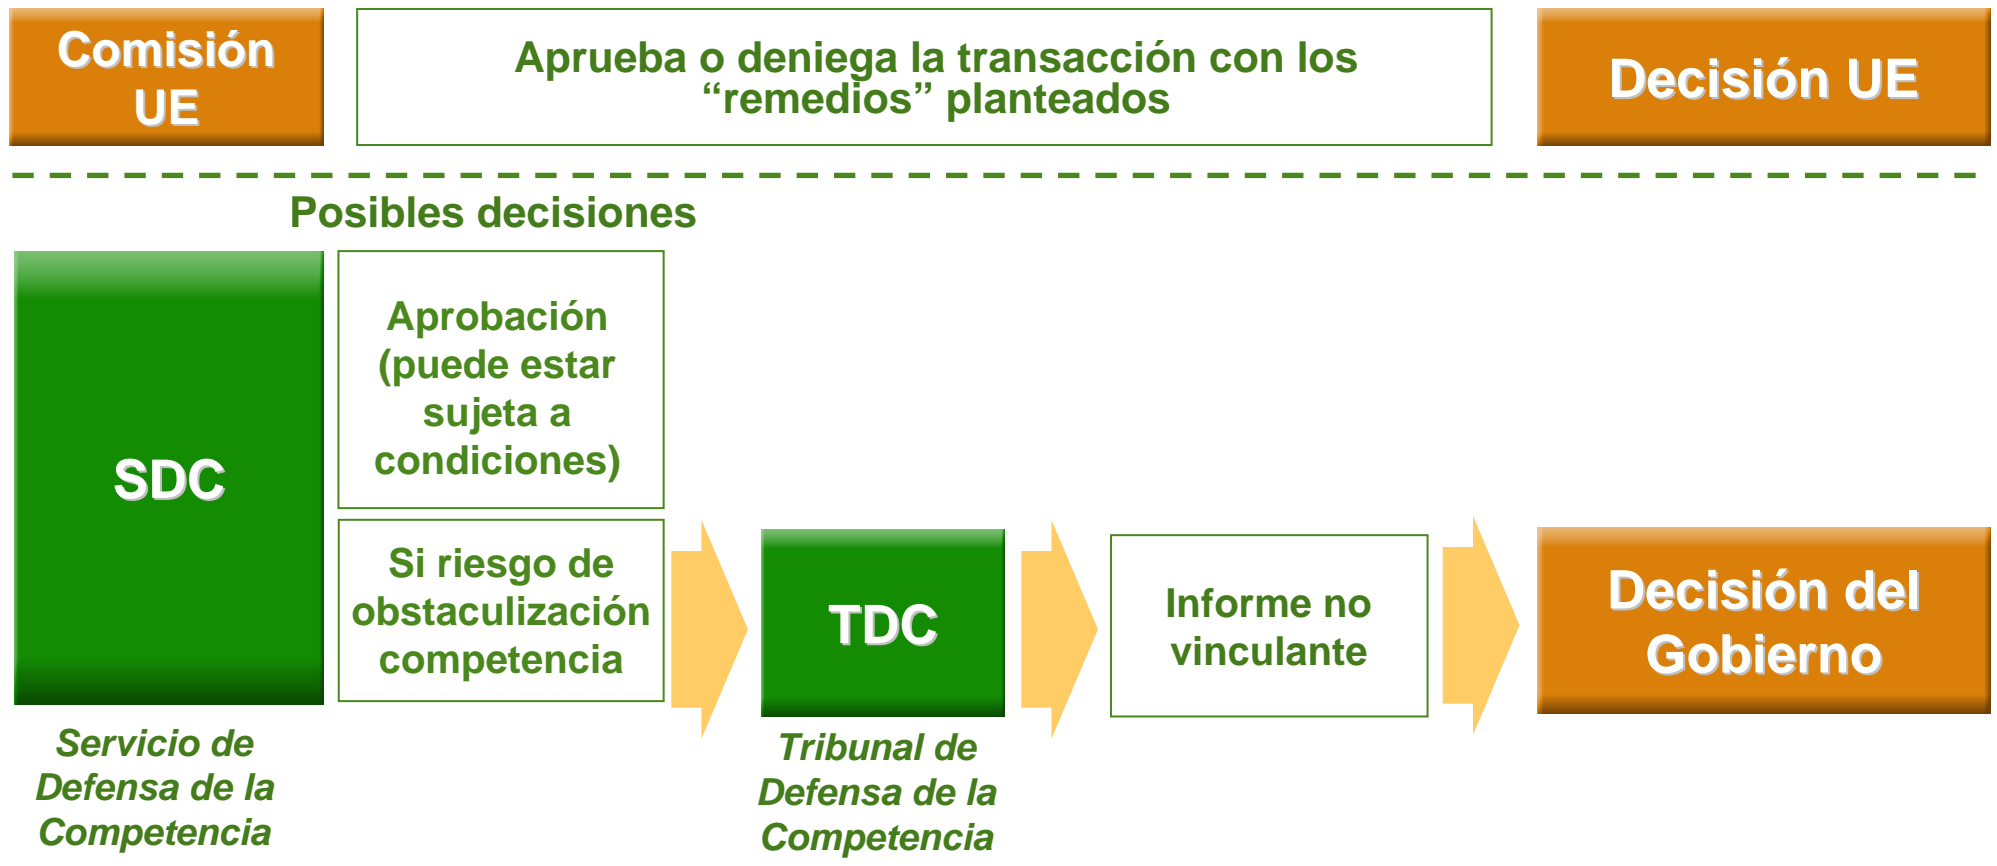 Comisión
UE
Aprueba o deniega la transacción con los
“remedios” planteados
Decisión UE
Posibles decisiones
SDC
Aprobación
(puede estar
sujeta a
condiciones)
Si riesgo de
obstaculización
competencia
TDC
Informe no
vinculante
Decisión del
Gobierno
Servicio de
Defensa de la
Competencia
Tribunal de
Defensa de la
Competencia